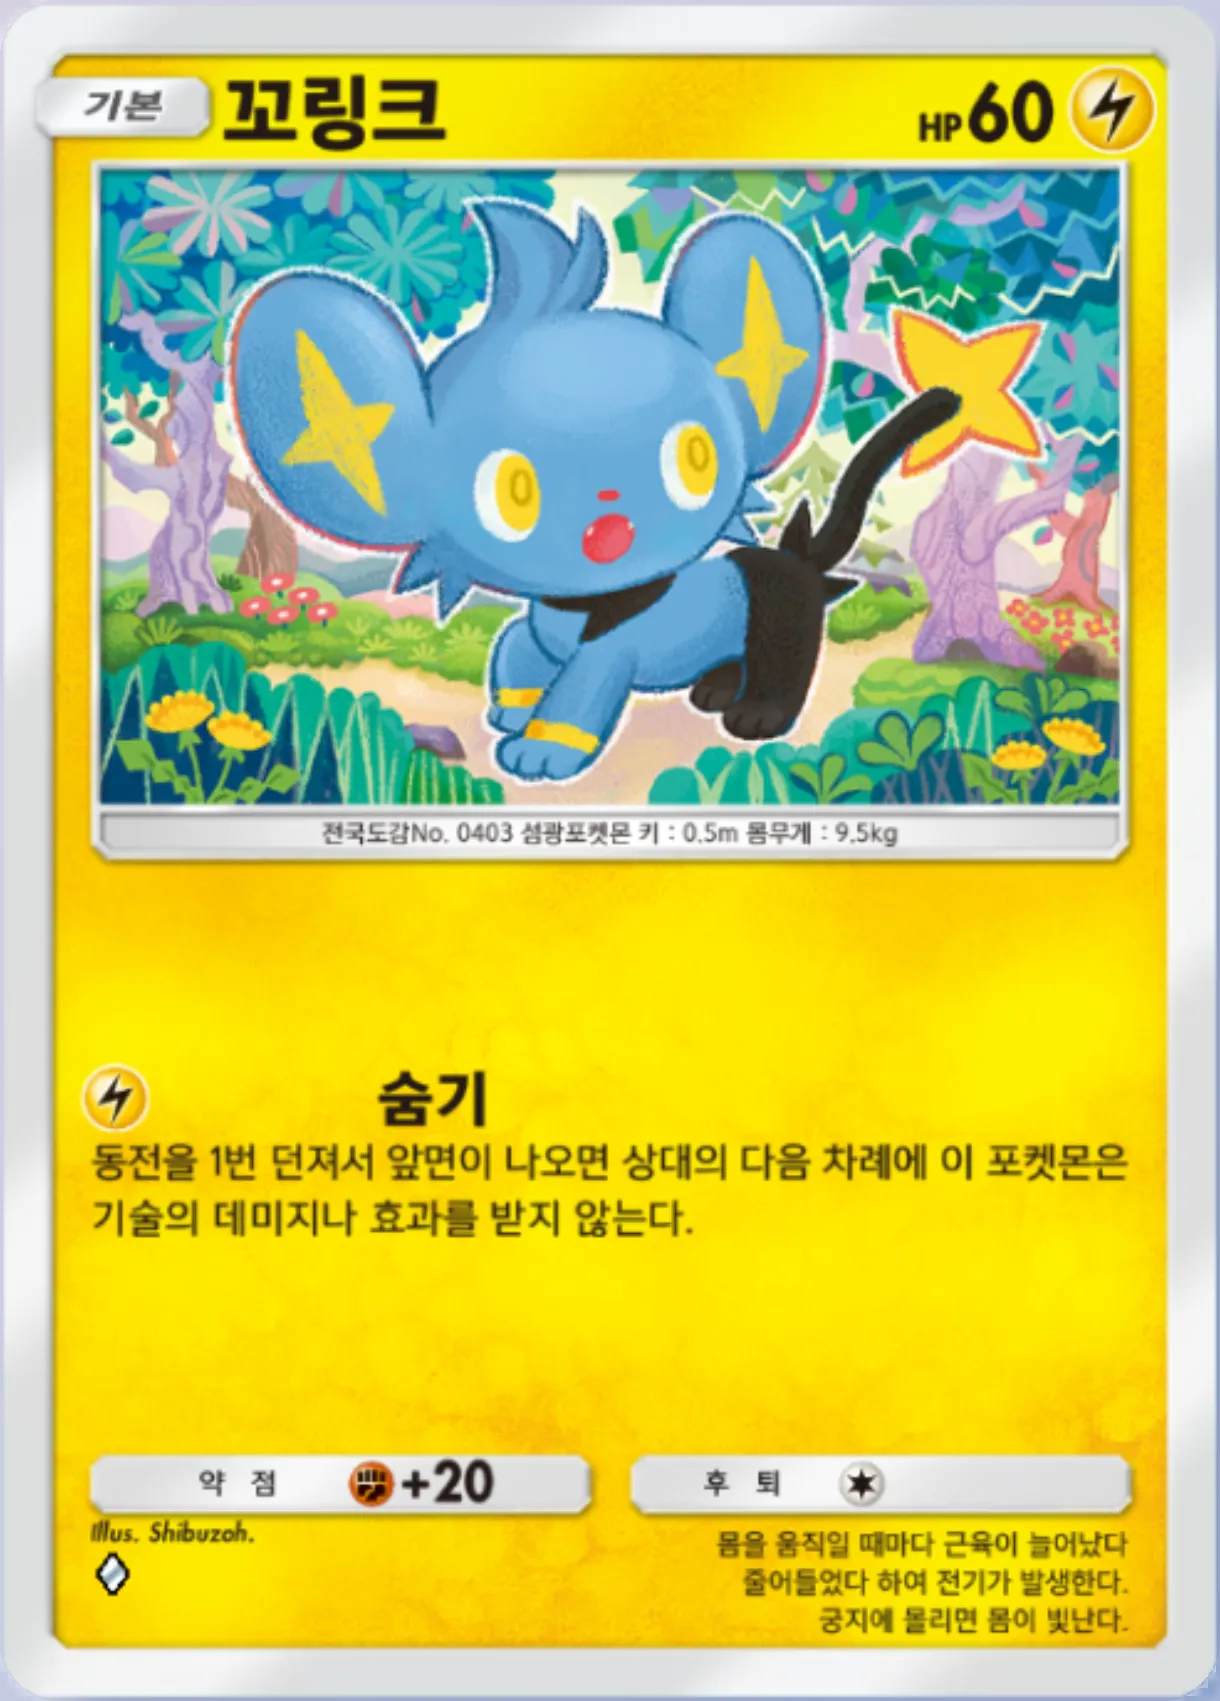 기본 꼬링크 HP 60
전국도감No. 0403 섬광포켓몬 키 : 0.5m 몸무게 : 9.5kg
숨기
동전을 1번 던져서 앞면이 나오면 상대의 다음 차례에 이 포켓몬은
기술의 데미지나 효과를 받지 않는다.
약 점 +20 후 퇴
Illus. Shibuzoh.
몸을 움직일 때마다 근육이 늘어났다
줄어들었다 하여 전기가 발생한다.
궁지에 몰리면 몸이 빛난다.